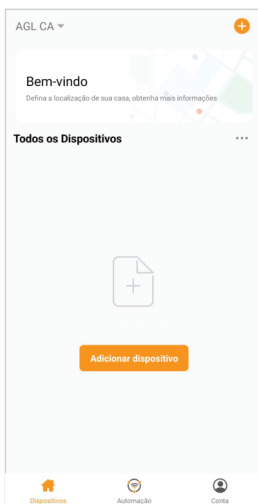 AGL CA
Bem-vindo
Defina a localização de sua casa, obtenha mais informações
Todos os Dispositivos
Adicionar dispositivo
Dispositivos
Automação
Conta